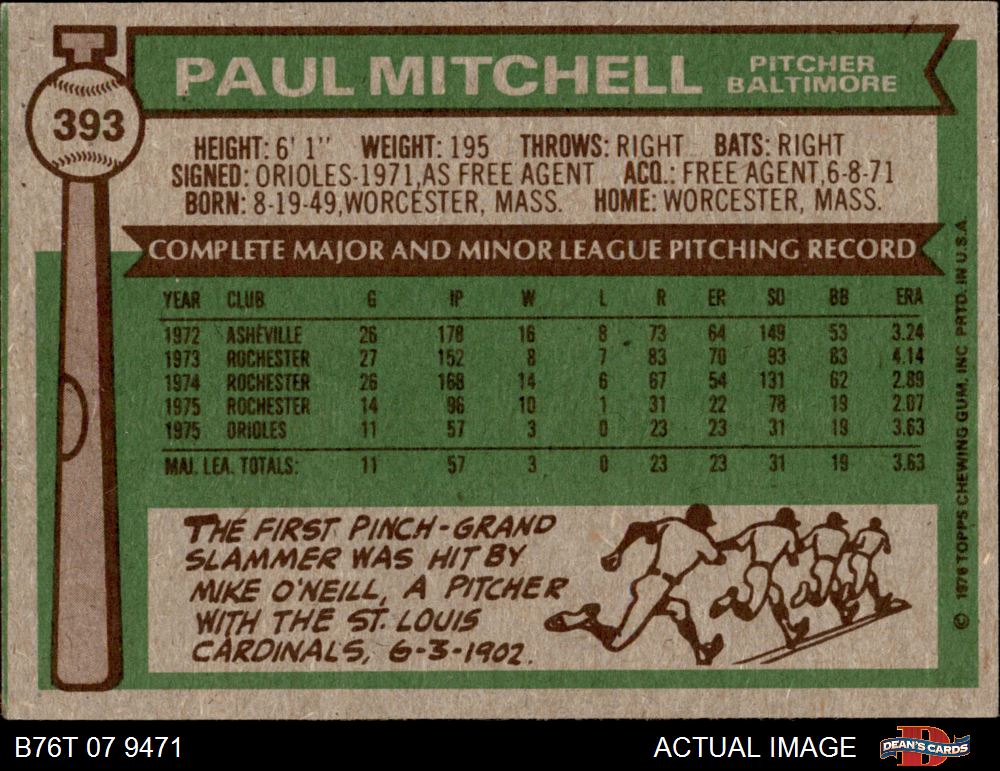 393
PAUL MITCHELL
PITCHER
BALTIMORE
HEIGHT: 6' 1" WEIGHT: 195 THROWS: RIGHT BATS: RIGHT
SIGNED: ORIOLES-1971, AS FREE AGENT ACQ.: FREE AGENT, 6-8-71
BORN: 8-19-49, WORCESTER, MASS. HOME: WORCESTER, MASS.
COMPLETE MAJOR AND MINOR LEAGUE PITCHING RECORD
YEAR CLUB G IP W L R ER SO BB ERA
1972 ASHEVILLE 26 178 16 8 73 64 149 53 3.24
1973 ROCHESTER 27 152 8 7 83 70 93 83 4.14
1974 ROCHESTER 26 168 14 6 67 54 131 62 2.89
1975 ROCHESTER 14 96 10 1 31 22 78 19 2.07
1975 ORIOLES 11 57 3 0 23 23 31 19 3.63
MAJ. LEA. TOTALS: 11 57 3 0 23 23 31 19 3.63
THE FIRST PINCH-GRAND
SLAMMER WAS HIT BY
MIKE O'NEILL, A PITCHER
WITH THE ST. LOUIS
CARDINALS, 6-3-1902.
© 1976 TOPPS CHEWING GUM, INC. PRTD. IN U.S.A.
B76T 07 9471
ACTUAL IMAGE
DEAN'S CARDS